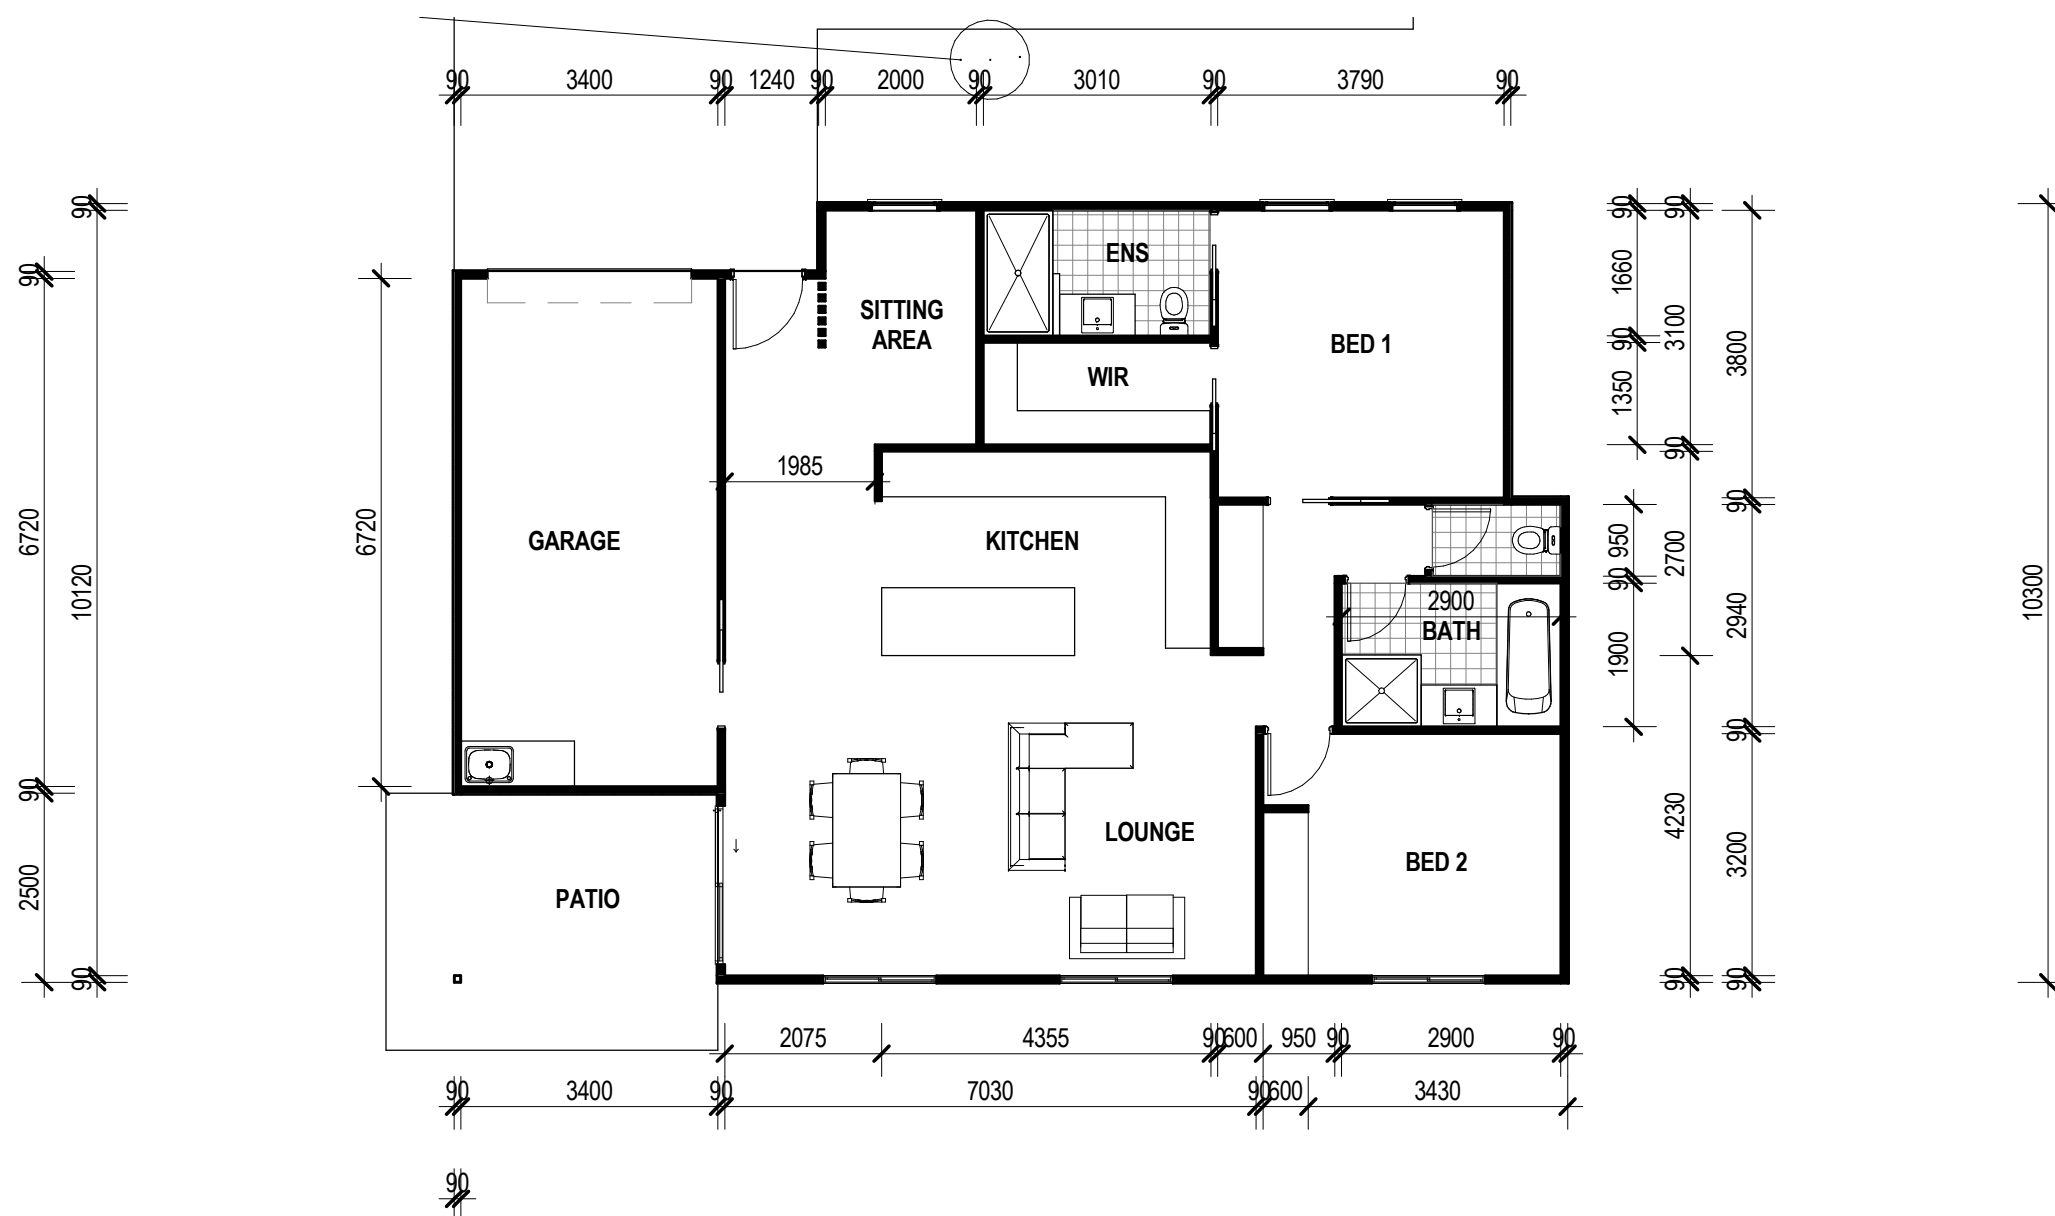 90 3400 90 1240 90 2000 90 3010 90 3790 90
90
90
90
90
90
ENS
1660
3100
3800
SITTING
AREA
BED 1
90
WIR
1350
1985
90
90
6720
10120
6720
GARAGE
KITCHEN
950
2700
10300
90
2900
BATH
2940
1900
90
90
LOUNGE
4230
BED 2
3200
2500
PATIO
↓
90
90
90
2075 4355 90 600 950 90 2900 90
90 3400 90 7030 90 600 3430
90